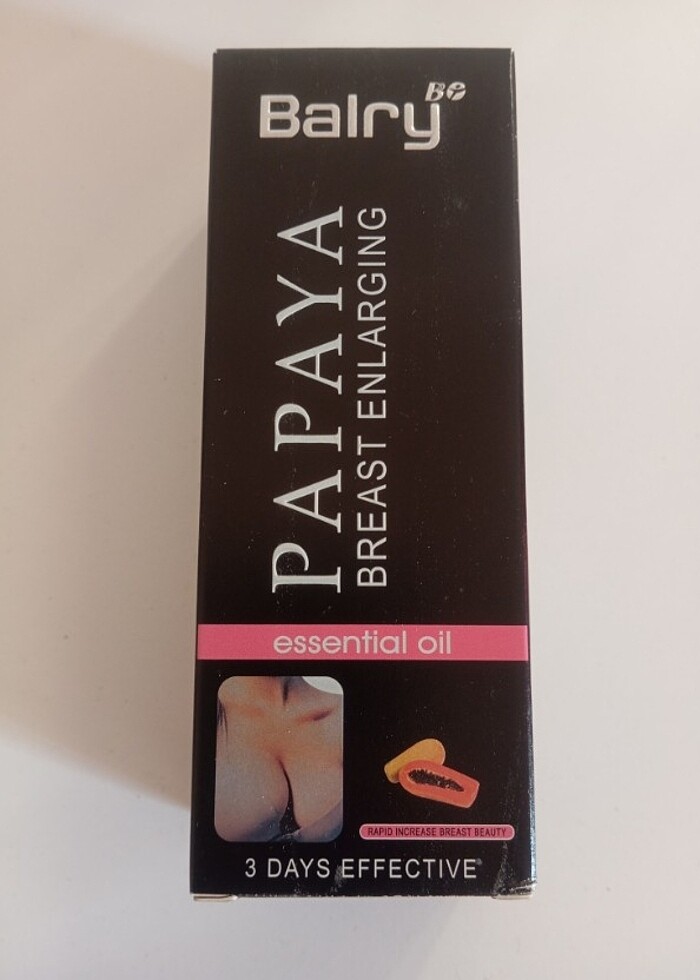 Be
Balry
PAPAYA
BREAST ENLARGING
essential oil
RAPID INCREASE BREAST BEAUTY
3 DAYS EFFECTIVE